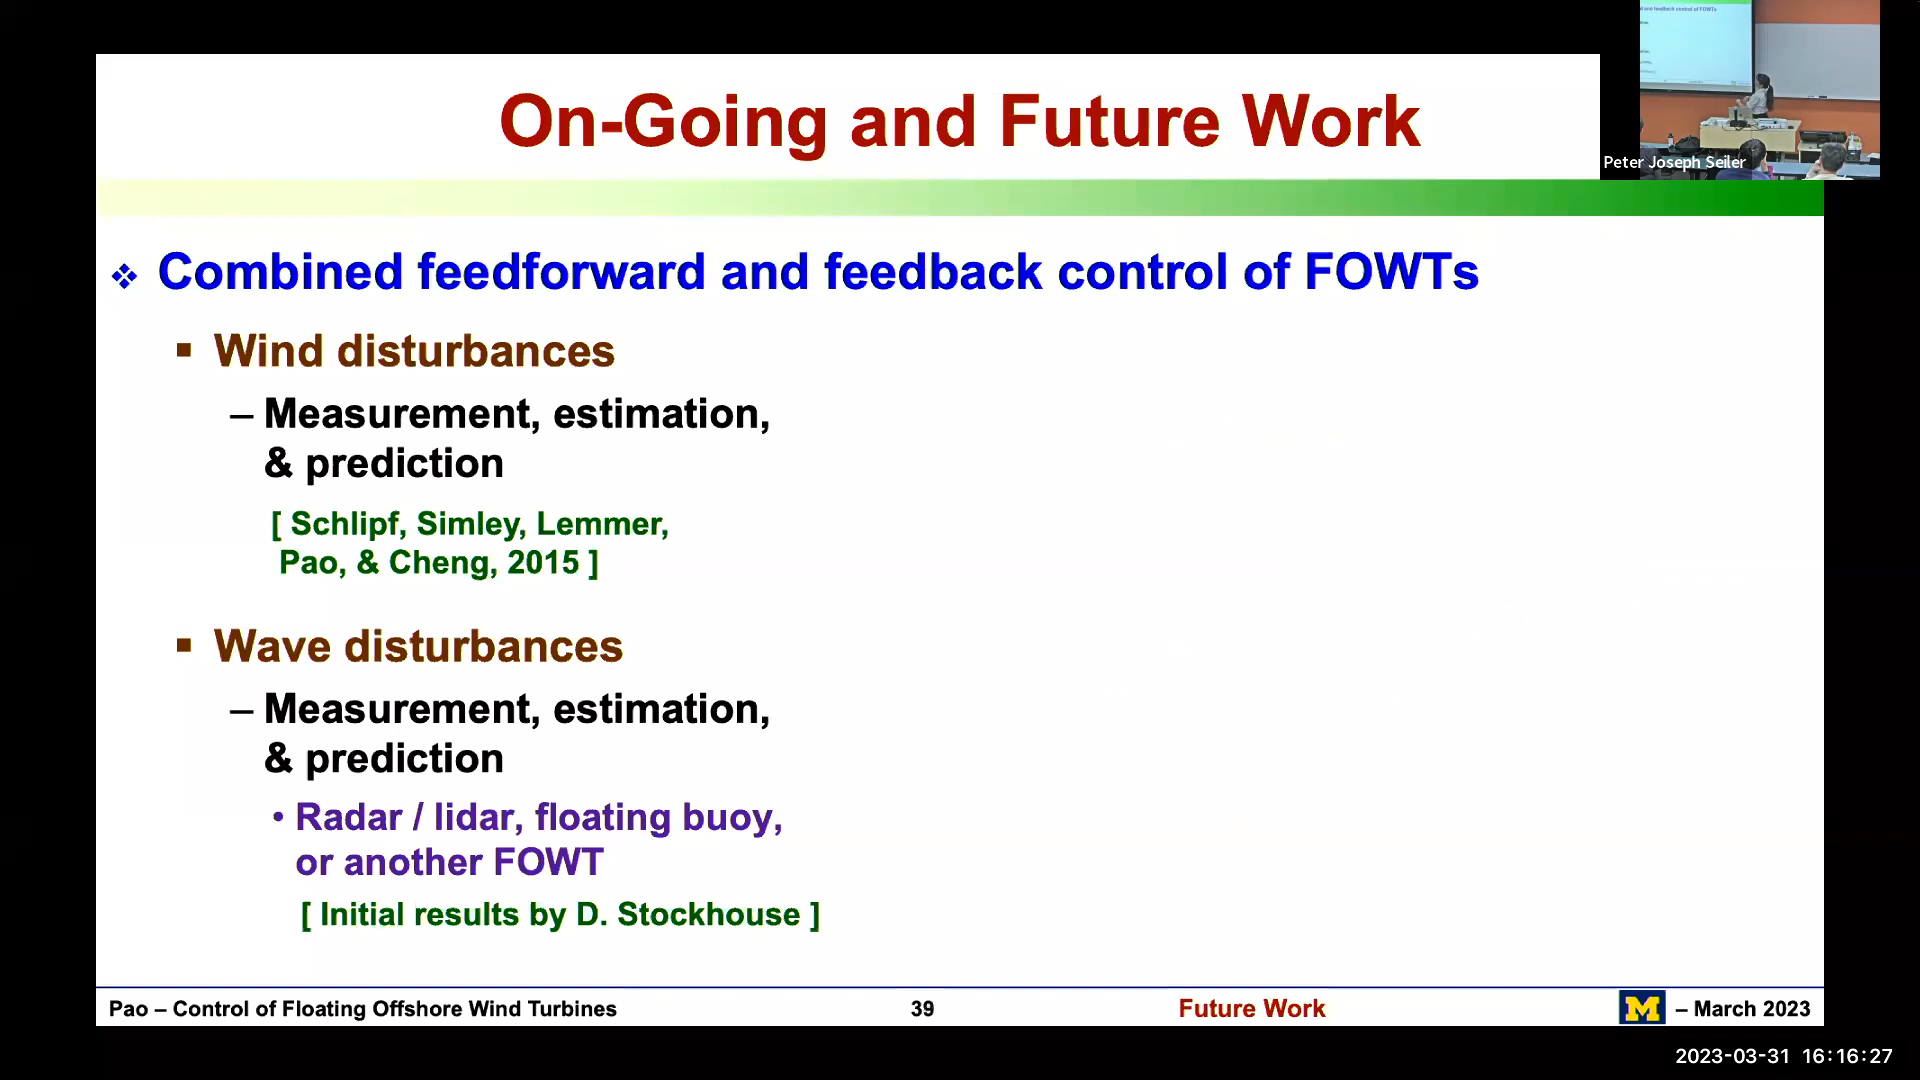 On-Going and Future Work
Peter Joseph Seiler
❖ Combined feedforward and feedback control of FOWTs
▪ Wind disturbances
– Measurement, estimation,
& prediction
[ Schlipf, Simley, Lemmer,
Pao, & Cheng, 2015 ]
▪ Wave disturbances
– Measurement, estimation,
& prediction
• Radar / lidar, floating buoy,
or another FOWT
[ Initial results by D. Stockhouse ]
Pao – Control of Floating Offshore Wind Turbines 39 Future Work M – March 2023
2023-03-31 16:16:27